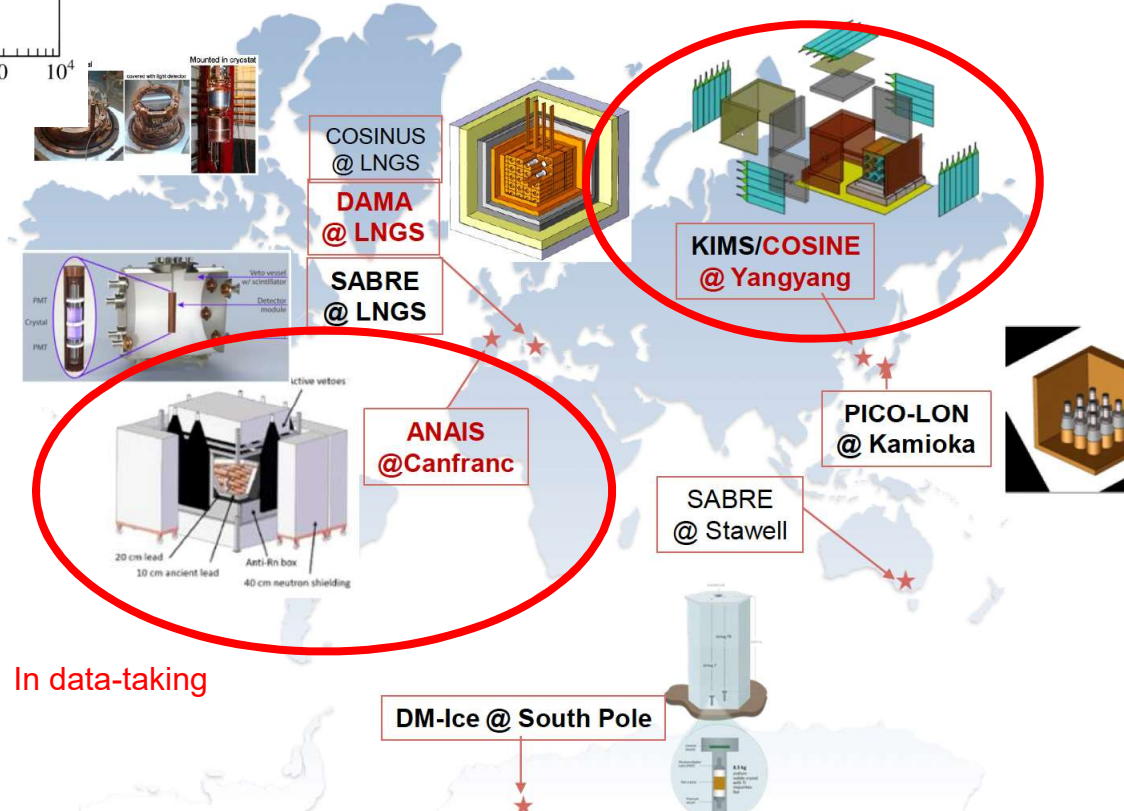 10⁴
covered with light detector
Mounted in cryostat
COSINUS
@ LNGS
DAMA
@ LNGS
SABRE
@ LNGS
KIMS/COSINE
@ Yangyang
Veto vessel
w/ scintillator
Detector
module
PMT
Crystal
PMT
Active vetoes
ANAIS
@Canfranc
20 cm lead
10 cm ancient lead
Anti-Rn box
40 cm neutron shielding
PICO-LON
@ Kamioka
SABRE
@ Stawell
In data-taking
DM-Ice @ South Pole